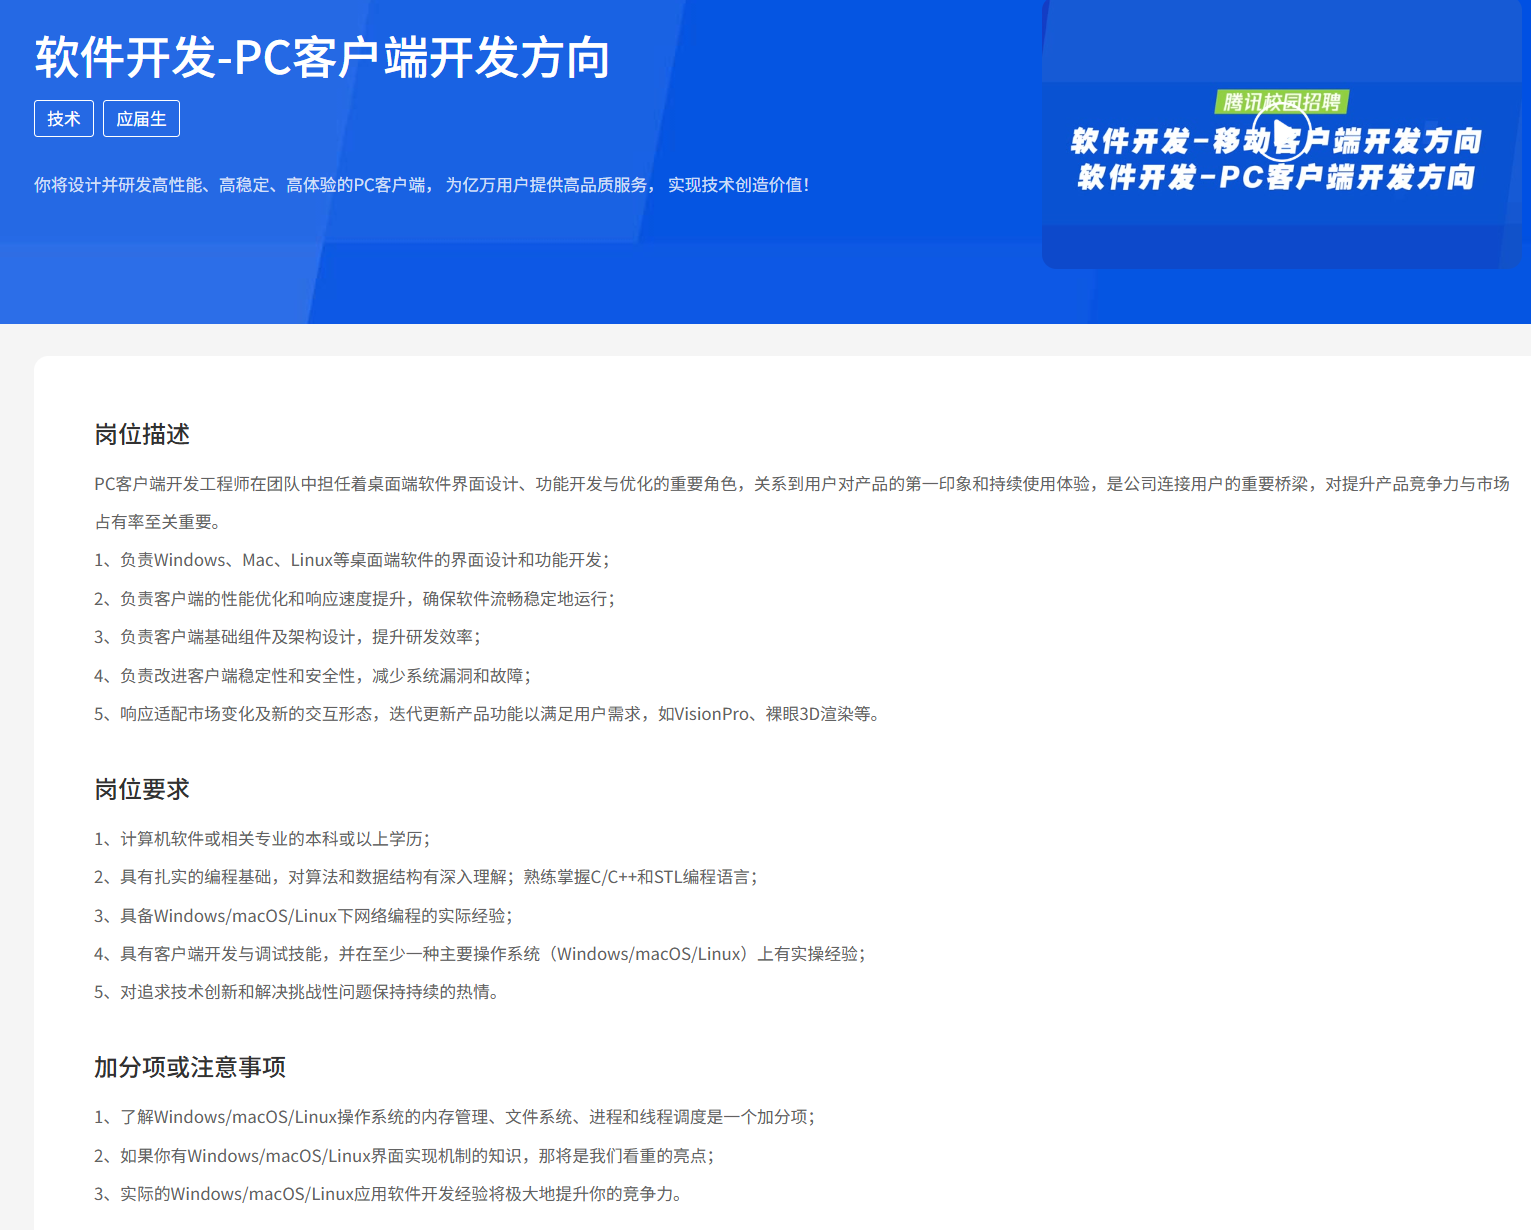 软件开发-PC客户端开发方向
技术
应届生
你将设计并研发高性能、高稳定、高体验的PC客户端，为亿万用户提供高品质服务，实现技术创造价值！
腾讯校园招聘
软件开发-移动客户端开发方向
软件开发-PC客户端开发方向
岗位描述
PC客户端开发工程师在团队中担任着桌面端软件界面设计、功能开发与优化的重要角色，关系到用户对产品的第一印象和持续使用体验，是公司连接用户的重要桥梁，对提升产品竞争力与市场
占有率至关重要。
1、负责Windows、Mac、Linux等桌面端软件的界面设计和功能开发；
2、负责客户端的性能优化和响应速度提升，确保软件流畅稳定地运行；
3、负责客户端基础组件及架构设计，提升研发效率；
4、负责改进客户端稳定性和安全性，减少系统漏洞和故障；
5、响应适配市场变化及新的交互形态，迭代更新产品功能以满足用户需求，如VisionPro、裸眼3D渲染等。
岗位要求
1、计算机软件或相关专业的本科或以上学历；
2、具有扎实的编程基础，对算法和数据结构有深入理解；熟练掌握C/C++和STL编程语言；
3、具备Windows/macOS/Linux下网络编程的实际经验；
4、具有客户端开发与调试技能，并在至少一种主要操作系统（Windows/macOS/Linux）上有实操经验；
5、对追求技术创新和解决挑战性问题保持持续的热情。
加分项或注意事项
1、了解Windows/macOS/Linux操作系统的内存管理、文件系统、进程和线程调度是一个加分项；
2、如果你有Windows/macOS/Linux界面实现机制的知识，那将是我们看重的亮点；
3、实际的Windows/macOS/Linux应用软件开发经验将极大地提升你的竞争力。